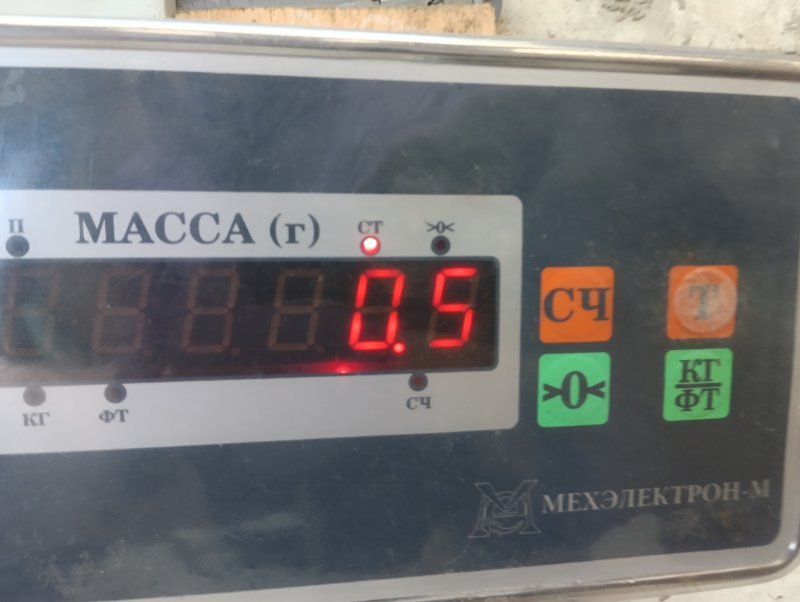 П МАССА (г) СТ >0<
0.5
КГ ФТ СЧ
СЧ Т
>0< КГ
ФТ
МЕХЭЛЕКТРОН-М